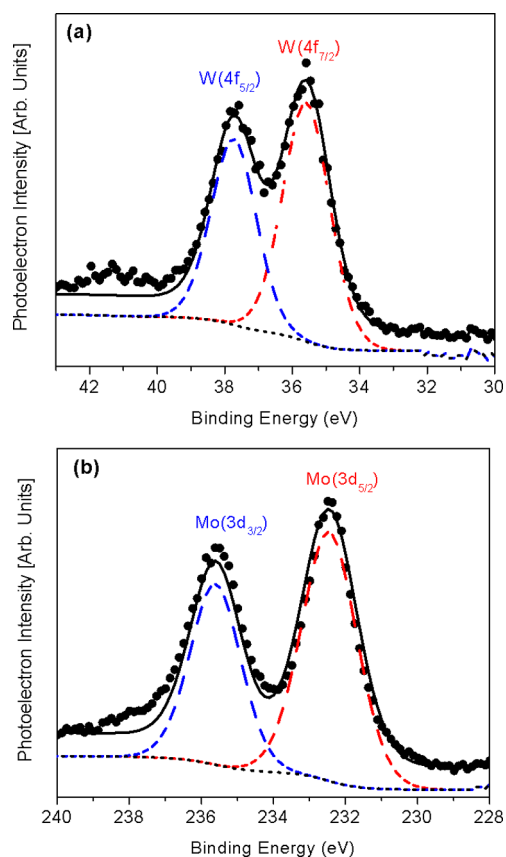 (a)
W(4f7/2)
W(4f5/2)
Photoelectron Intensity [Arb. Units]
42 40 38 36 34 32 30
Binding Energy (eV)
(b)
Mo(3d5/2)
Mo(3d3/2)
Photoelectron Intensity [Arb. Units]
240 238 236 234 232 230 228
Binding Energy (eV)